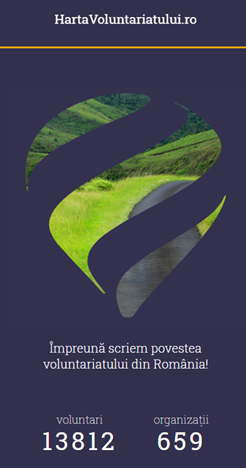 HartaVoluntariatului.ro
Împreună scriem povestea
voluntariatului din România!
voluntari organizații
13812 659